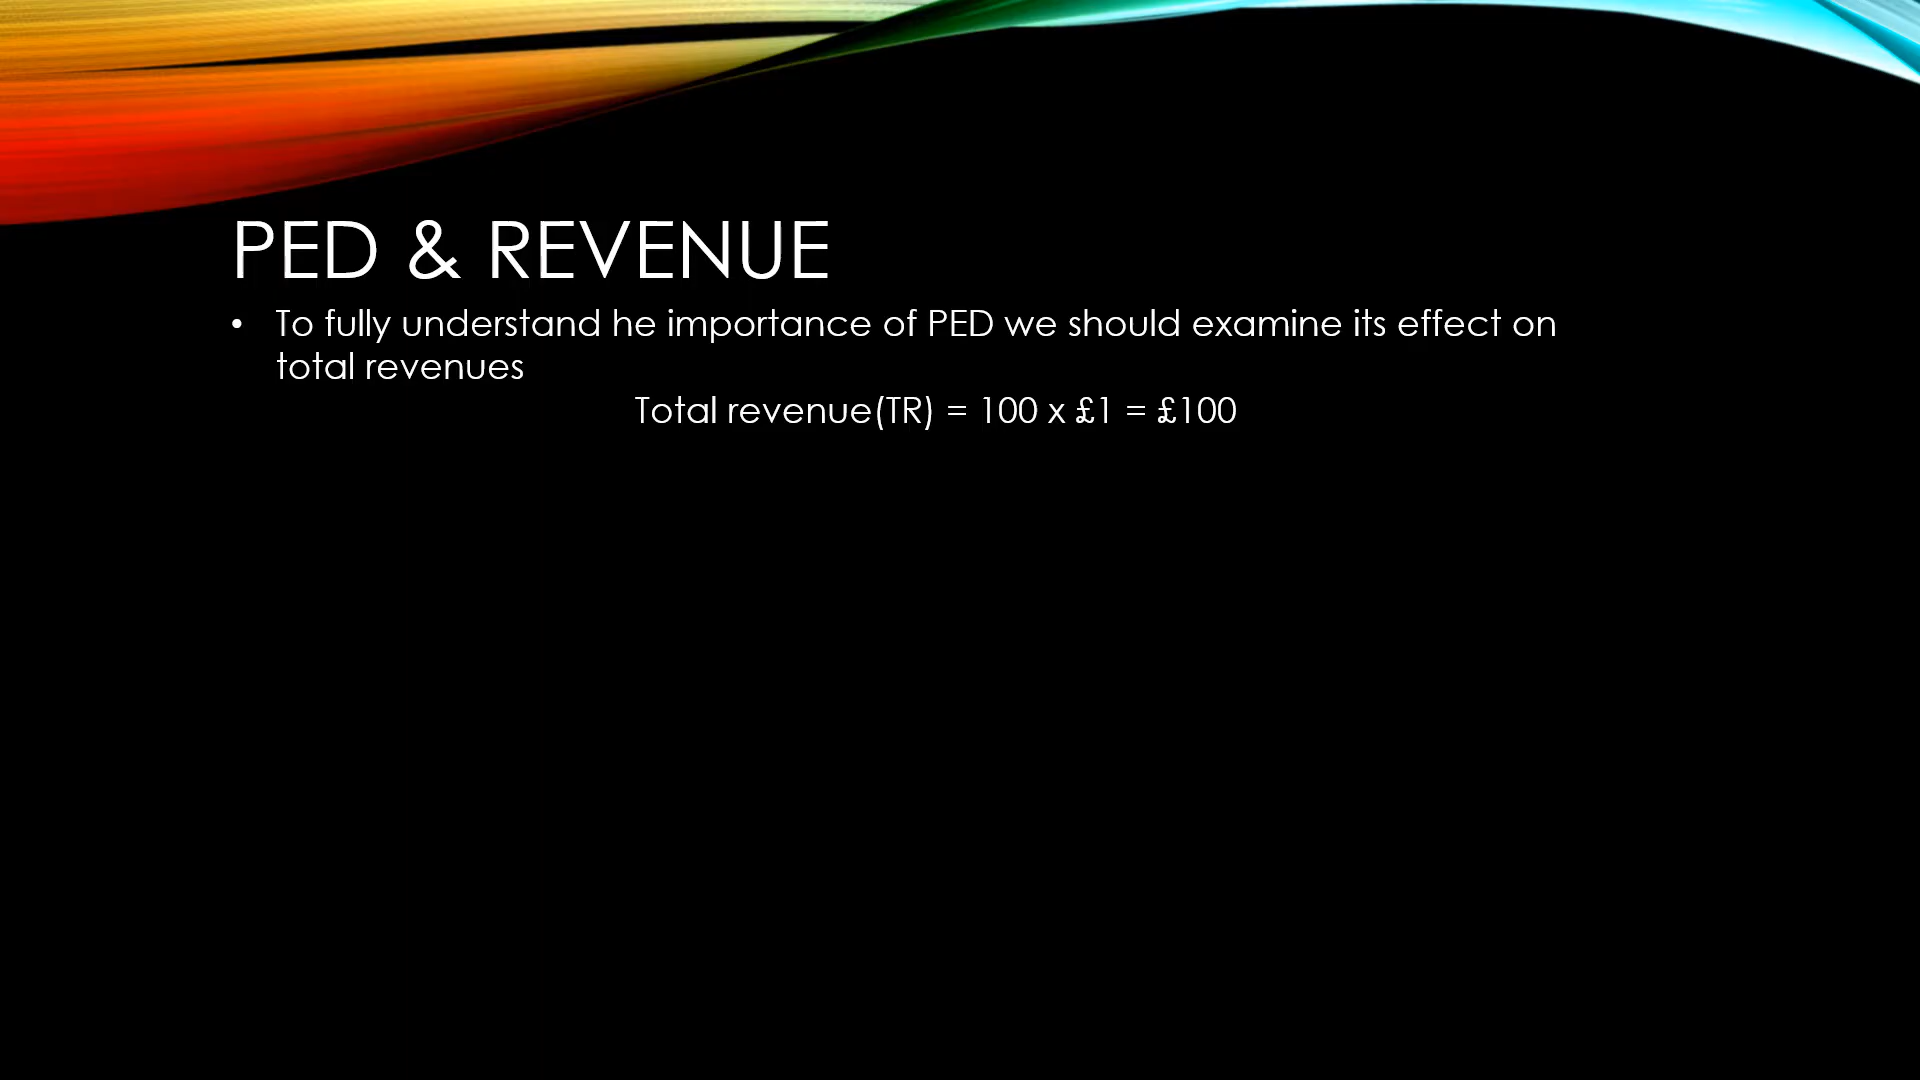 PED & REVENUE
• To fully understand he importance of PED we should examine its effect on
total revenues
Total revenue(TR) = 100 x £1 = £100